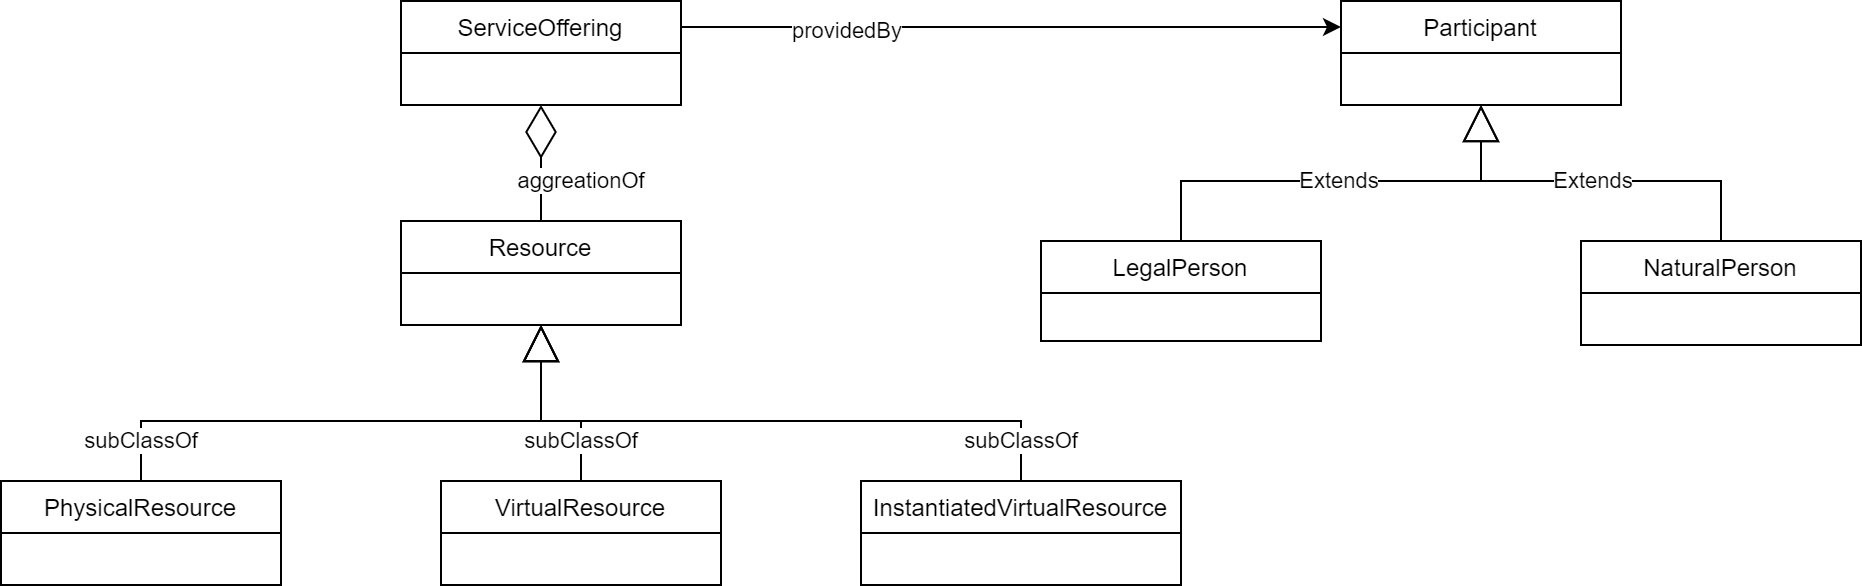 ServiceOffering
providedBy
Participant
aggreationOf
Extends
Extends
Resource
LegalPerson
NaturalPerson
subClassOf
subClassOf
subClassOf
PhysicalResource
VirtualResource
InstantiatedVirtualResource